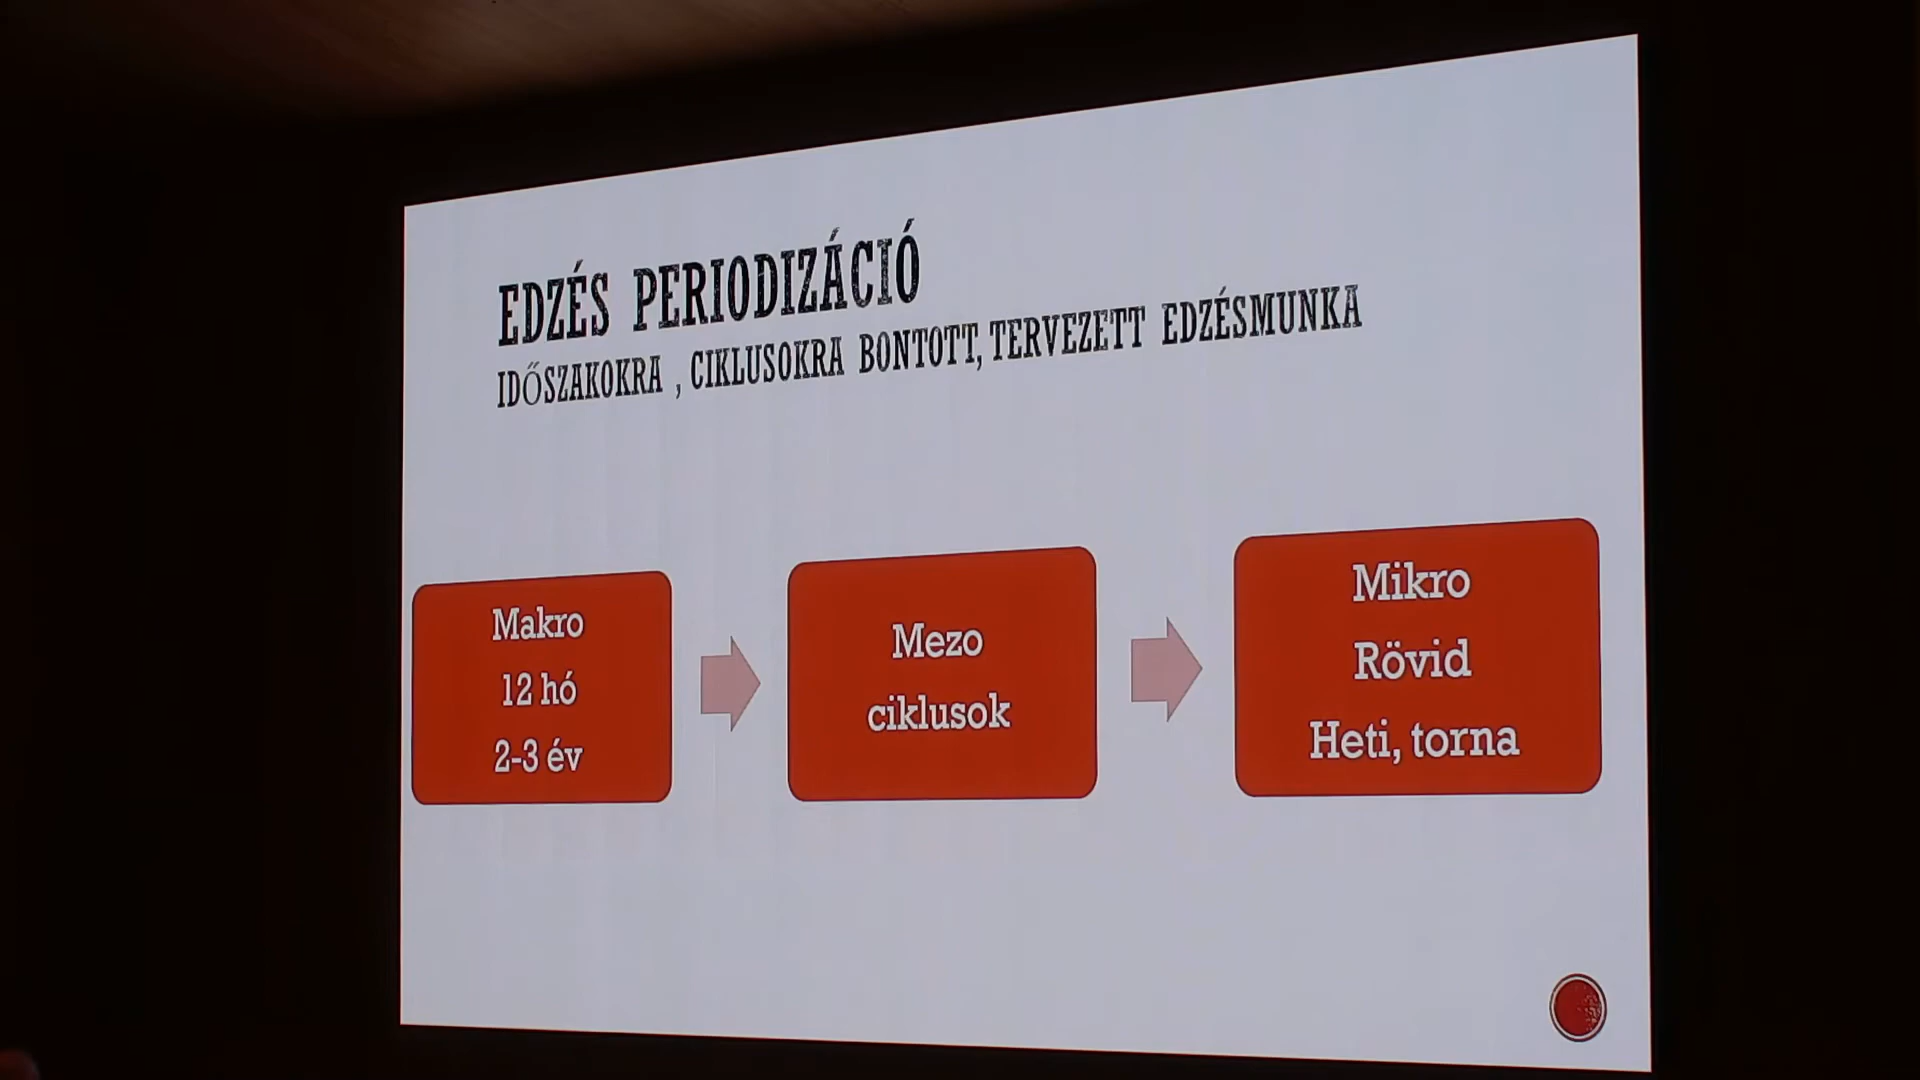 EDZÉS PERIODIZÁCIÓ
IDŐSZAKOKRA , CIKLUSOKRA BONTOTT, TERVEZETT EDZÉSMUNKA
Makro
12 hó
2-3 év
Mezo
ciklusok
Mikro
Rövid
Heti, torna